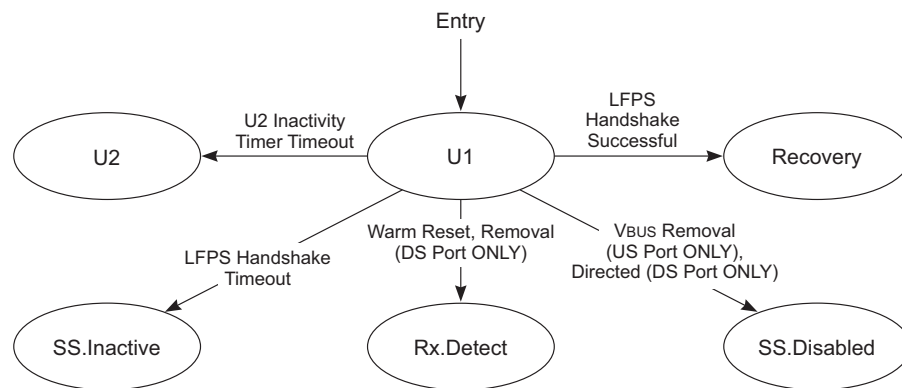 Entry
U2 Inactivity
Timer Timeout
LFPS
Handshake
Successful
U2
U1
Recovery
LFPS Handshake
Timeout
Warm Reset, Removal
(DS Port ONLY)
VBUS Removal
(US Port ONLY),
Directed (DS Port ONLY)
SS.Inactive
Rx.Detect
SS.Disabled